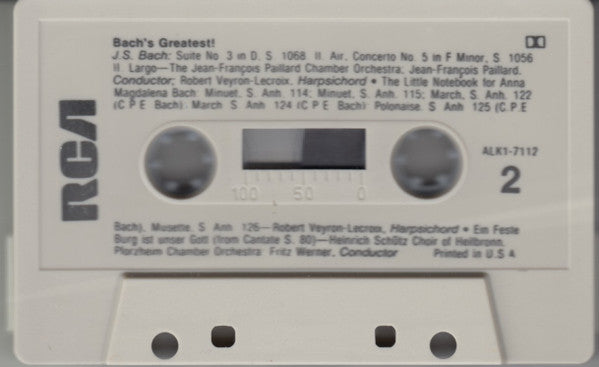 Bach's Greatest!
J.S. Bach: Suite No. 3 in D, S. 1068. II. Air, Concerto No. 5 in F Minor, S. 1056
II. Largo—The Jean-François Paillard Chamber Orchestra; Jean-François Paillard,
Conductor; Robert Veyron-Lecroix, Harpsichord • The Little Notebook for Anna
Magdalena Bach: Minuet, S. Anh. 114; Minuet, S. Anh. 115; March, S. Anh. 122
(C.P.E. Bach); March S. Anh. 124 (C.P.E. Bach); Polonaise S. Anh. 125 (C.P.E.
RCA
ALK1-7112
2
100 50 0
Bach), Musette, S. Anh. 126—Robert Veyron-Lecroix, Harpsichord • Ein Feste
Burg ist unser Gott (from Cantate S. 80)—Heinrich Schütz Choir of Heilbronn,
Pforzheim Chamber Orchestra. Fritz Werner, Conductor
Printed in U.S.A.